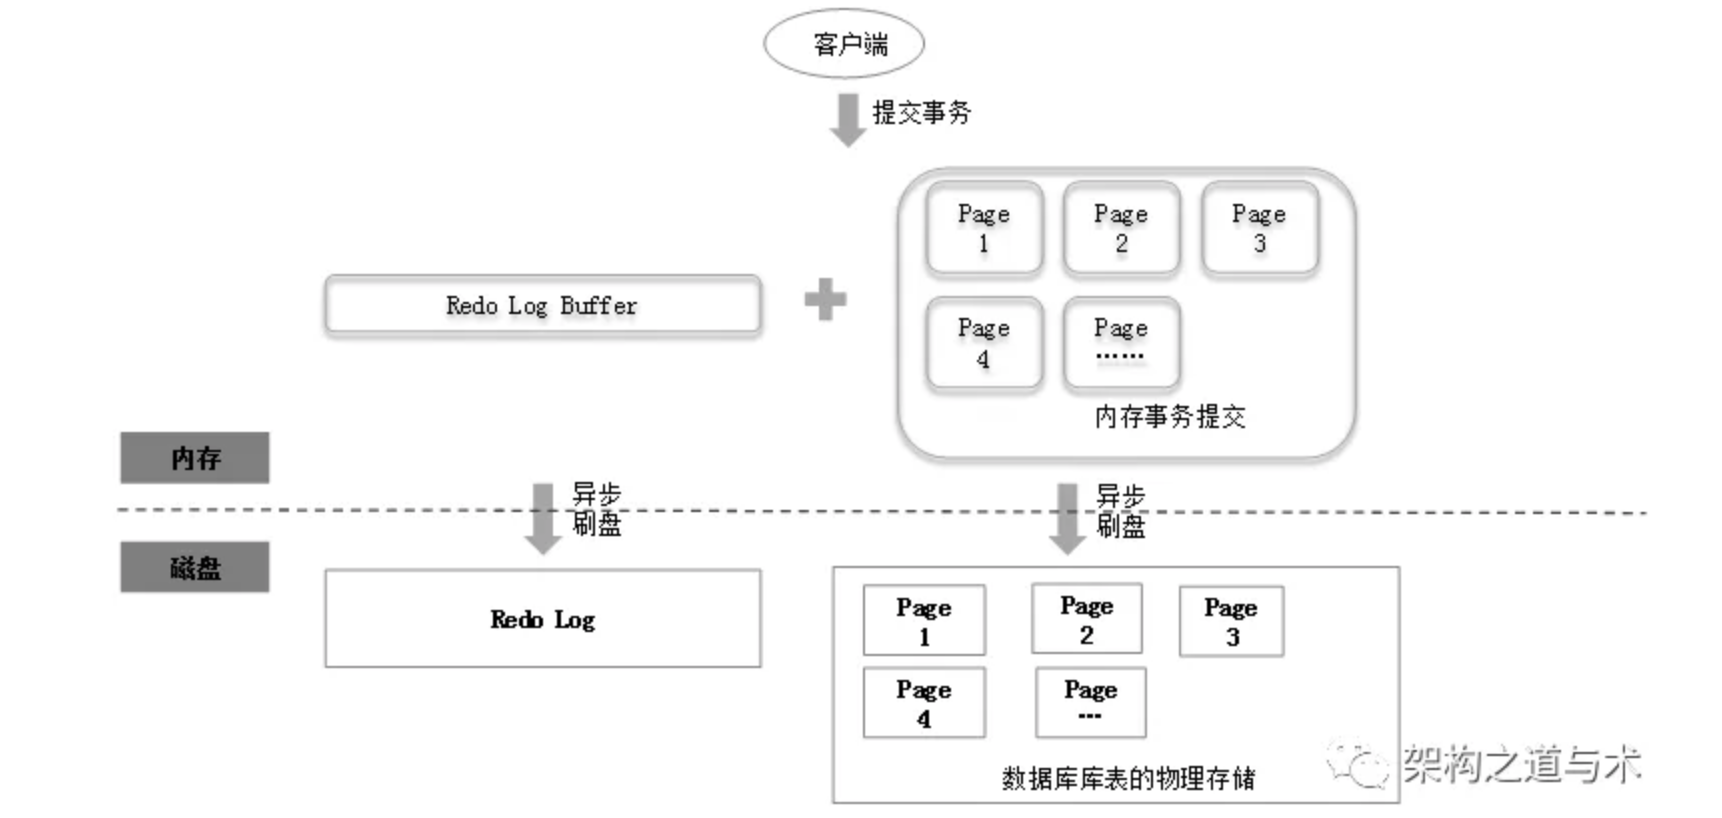 客户端
提交事务
Page
1
Page
2
Page
3
Redo Log Buffer
Page
4
Page
……
内存事务提交
内存
异步
刷盘
异步
刷盘
磁盘
Redo Log
Page
1
Page
2
Page
3
Page
4
Page
…
数据库库表的物理存储
架构之道与术